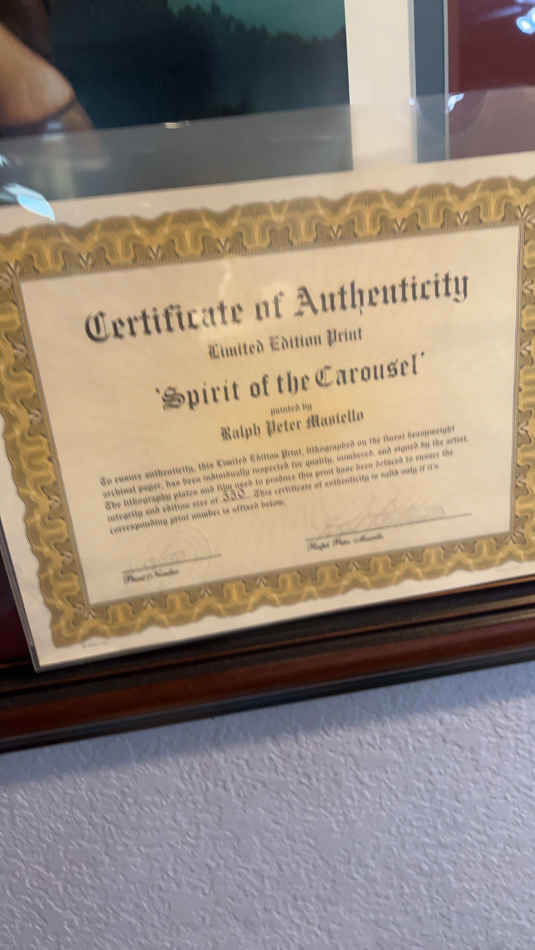 Certificate of Authenticity
Limited Edition Print
'Spirit of the Carousel'
painted by
Ralph Peter Mastello
To ensure authenticity, this Limited Edition Print, lithographed on the finest heavyweight
archival paper, has been individually inspected for quality, numbered, and signed by the artist.
The lithography plates and film used to produce this print have been defaced to ensure the
integrity and edition size of 550. This certificate of authenticity is valid only if it's
corresponding print number is affixed below.
Print Number